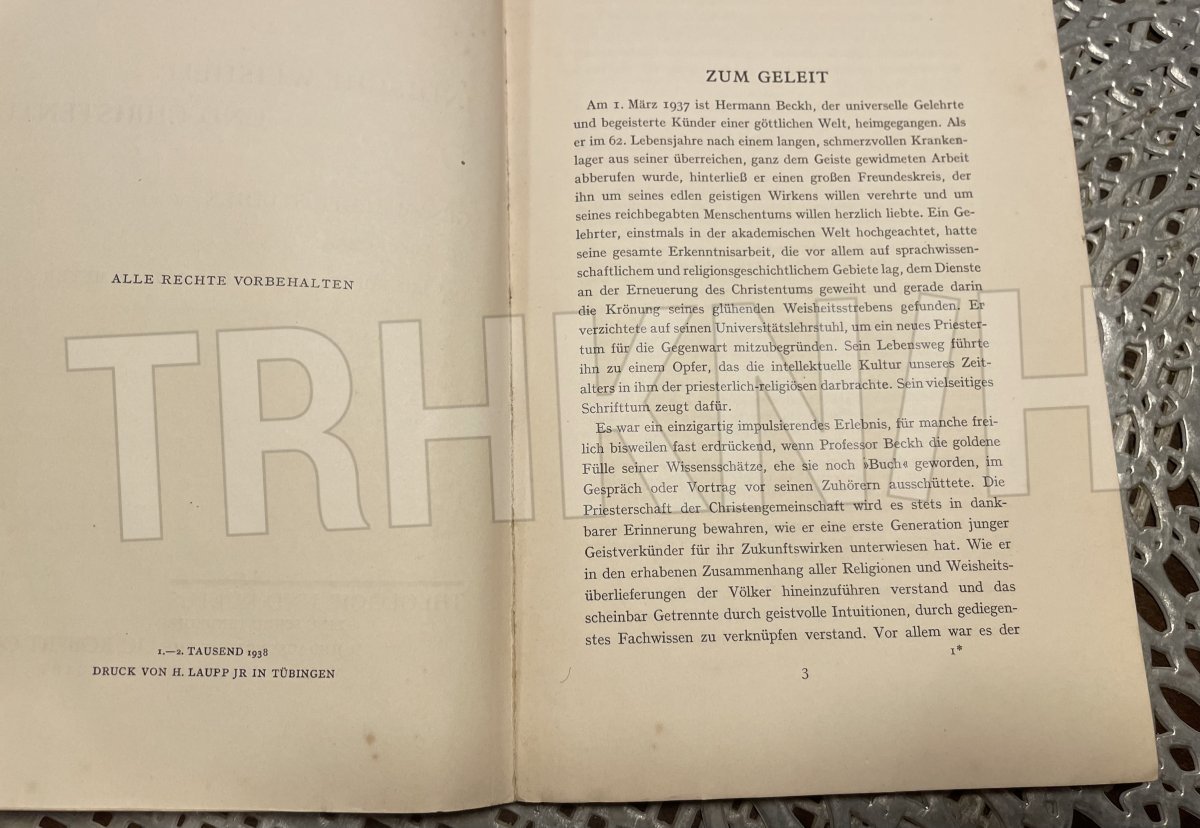 ALLE RECHTE VORBEHALTEN
1.—2. TAUSEND 1938
DRUCK VON H. LAUPP JR IN TÜBINGEN
ZUM GELEIT
Am 1. März 1937 ist Hermann Beckh, der universelle Gelehrte
und begeisterte Künder einer göttlichen Welt, heimgegangen. Als
er im 62. Lebensjahre nach einem langen, schmerzvollen Kranken-
lager aus seiner überreichen, ganz dem Geiste gewidmeten Arbeit
abberufen wurde, hinterließ er einen großen Freundeskreis, der
ihn um seines edlen geistigen Wirkens willen verehrte und um
seines reichbegabten Menschentums willen herzlich liebte. Ein Ge-
lehrter, einstmals in der akademischen Welt hochgeachtet, hatte
seine gesamte Erkenntnisarbeit, die vor allem auf sprachwissen-
schaftlichem und religionsgeschichtlichem Gebiete lag, dem Dienste
an der Erneuerung des Christentums geweiht und gerade darin
die Krönung seines glühenden Weisheitsstrebens gefunden. Er
verzichtete auf seinen Universitätslehrstuhl, um ein neues Priester-
tum für die Gegenwart mitzubegründen. Sein Lebensweg führte
ihn zu einem Opfer, das die intellektuelle Kultur unseres Zeit-
alters in ihm der priesterlich-religiösen darbrachte. Sein vielseitiges
Schrifttum zeugt dafür.
Es war ein einzigartig impulsierendes Erlebnis, für manche frei-
lich bisweilen fast erdrückend, wenn Professor Beckh die goldene
Fülle seiner Wissensschätze, ehe sie noch »Buch« geworden, im
Gespräch oder Vortrag vor seinen Zuhörern ausschüttete. Die
Priesterschaft der Christengemeinschaft wird es stets in dank-
barer Erinnerung bewahren, wie er eine erste Generation junger
Geistverkünder für ihr Zukunftswirken unterwiesen hat. Wie er
in den erhabenen Zusammenhang aller Religionen und Weisheits-
überlieferungen der Völker hineinzuführen verstand und das
scheinbar Getrennte durch geistvolle Intuitionen, durch gediegen-
stes Fachwissen zu verknüpfen verstand. Vor allem war es der
1*
3
TRHKN/H